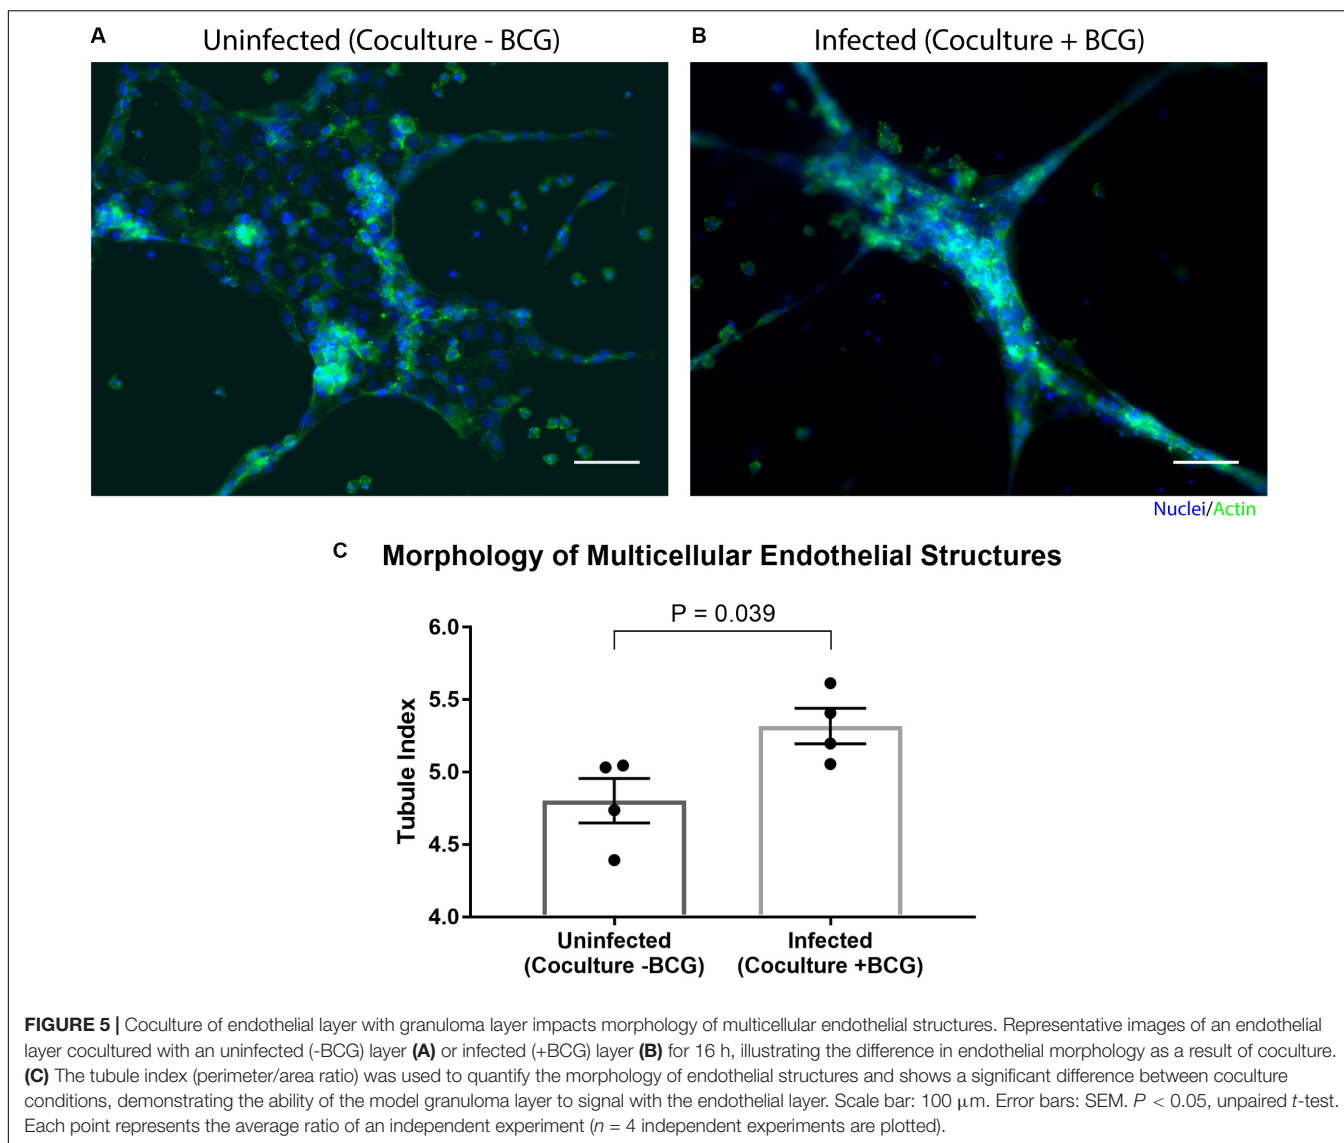 A Uninfected (Coculture - BCG)
B Infected (Coculture + BCG)
Nuclei/Actin
C Morphology of Multicellular Endothelial Structures
P = 0.039
6.0
5.5
5.0
4.5
4.0
Tubule Index
Uninfected
(Coculture -BCG)
Infected
(Coculture +BCG)
FIGURE 5 | Coculture of endothelial layer with granuloma layer impacts morphology of multicellular endothelial structures. Representative images of an endothelial
layer cocultured with an uninfected (-BCG) layer (A) or infected (+BCG) layer (B) for 16 h, illustrating the difference in endothelial morphology as a result of coculture.
(C) The tubule index (perimeter/area ratio) was used to quantify the morphology of endothelial structures and shows a significant difference between coculture
conditions, demonstrating the ability of the model granuloma layer to signal with the endothelial layer. Scale bar: 100 μm. Error bars: SEM. P < 0.05, unpaired t-test.
Each point represents the average ratio of an independent experiment (n = 4 independent experiments are plotted).